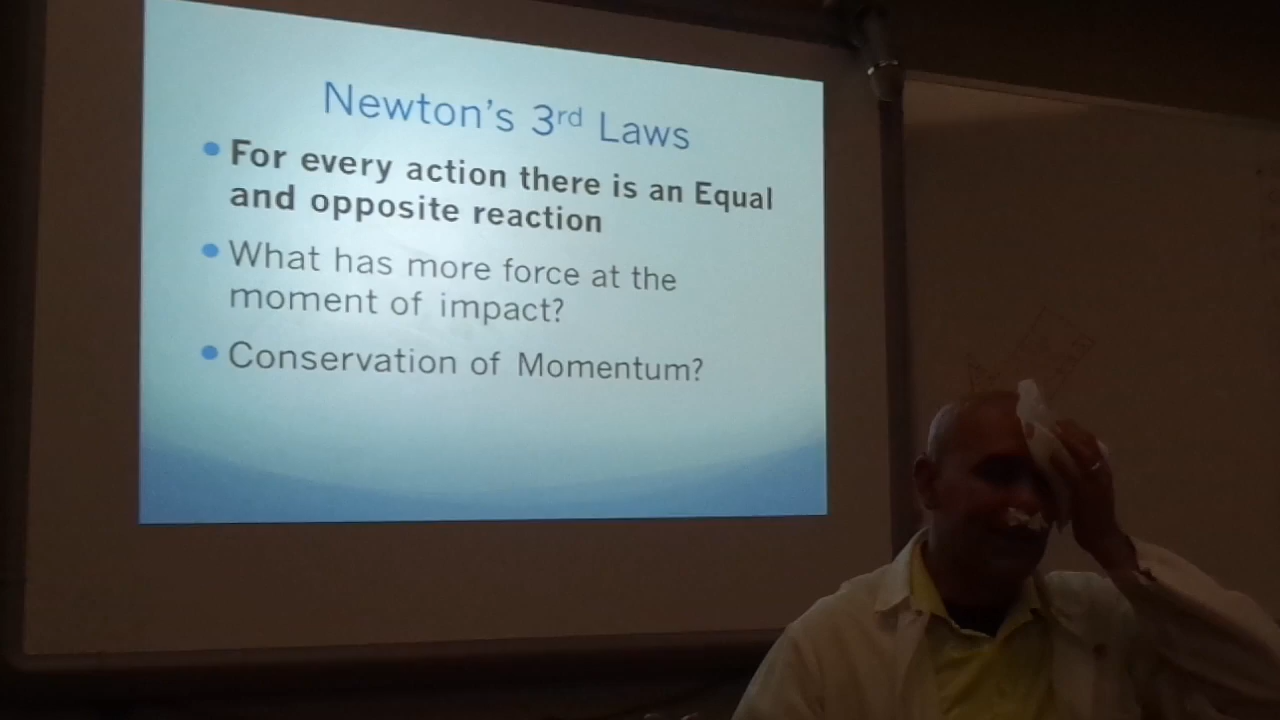 Newton's 3rd Laws
• For every action there is an Equal
and opposite reaction
• What has more force at the
moment of impact?
• Conservation of Momentum?